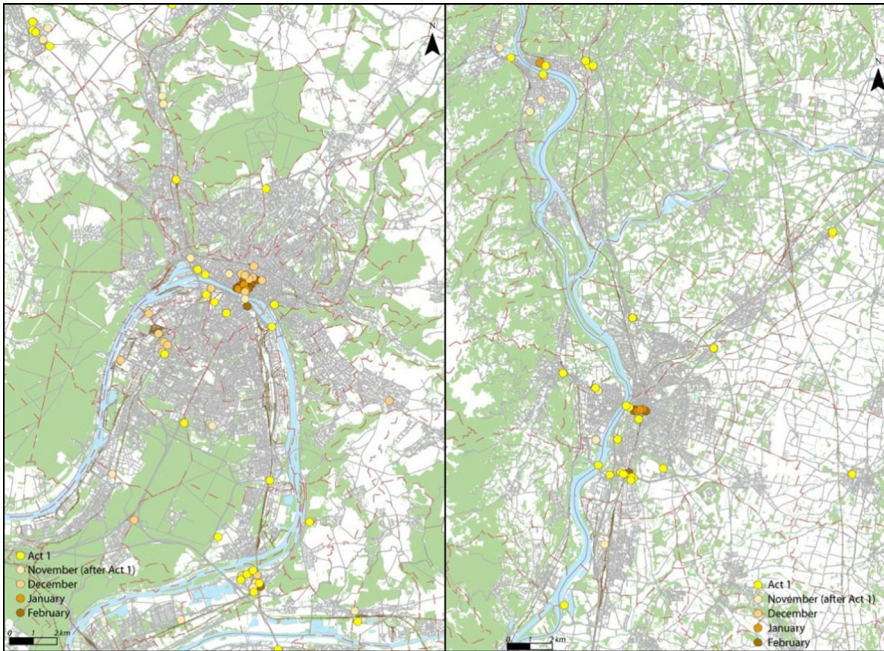 N
Act 1
November (after Act 1)
December
January
February
0 1 2 km
N
Act 1
November (after Act 1)
December
January
February
0 1 2 km